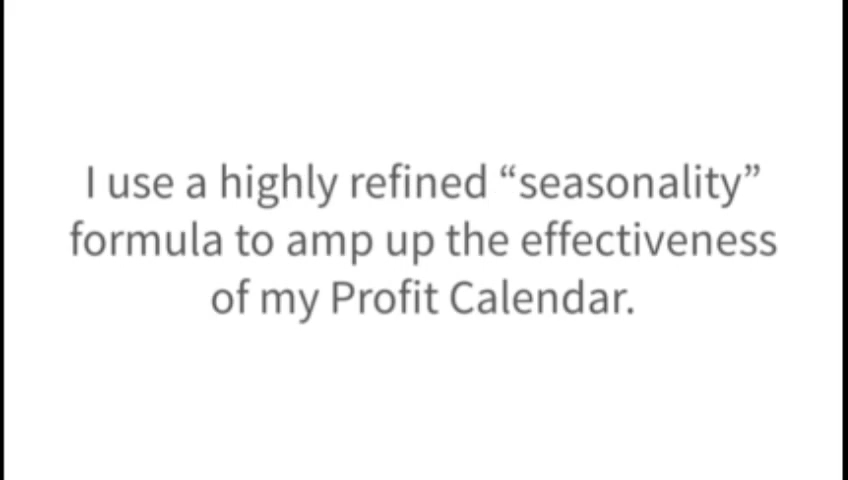 I use a highly refined “seasonality”
formula to amp up the effectiveness
of my Profit Calendar.